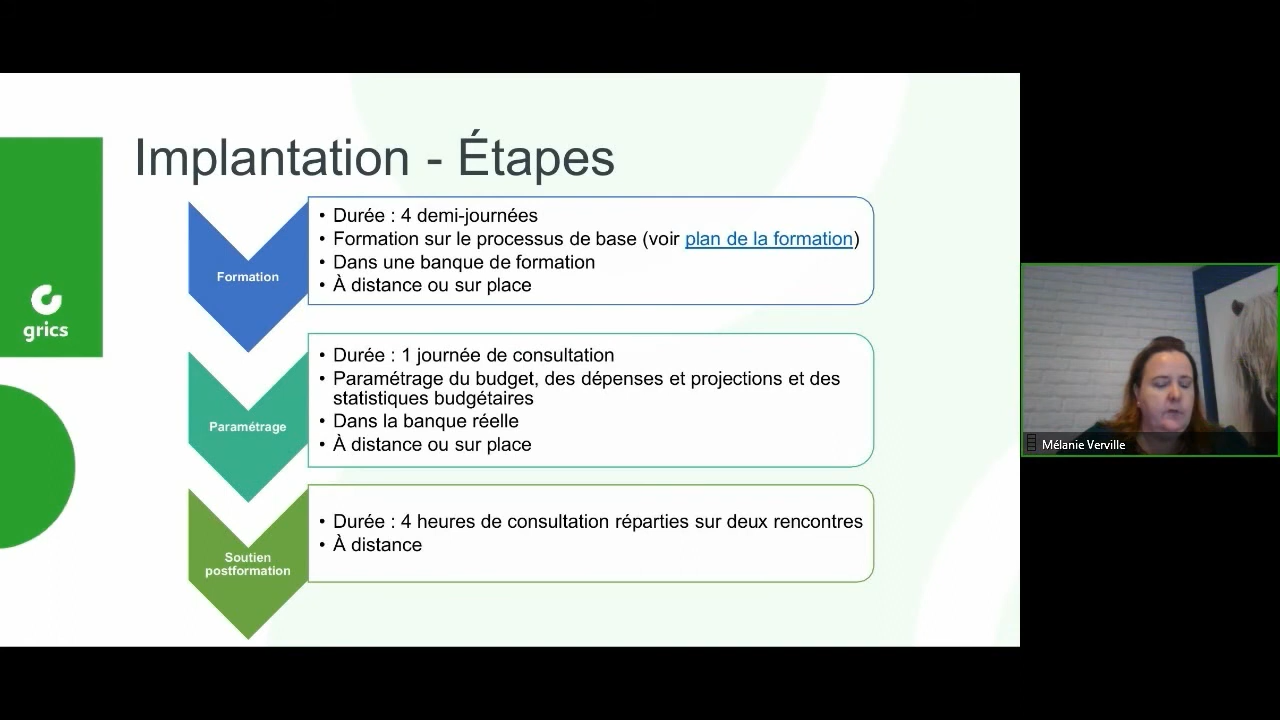 Implantation - Étapes
Formation
• Durée : 4 demi-journées
• Formation sur le processus de base (voir plan de la formation)
• Dans une banque de formation
• À distance ou sur place
grics
Paramétrage
• Durée : 1 journée de consultation
• Paramétrage du budget, des dépenses et projections et des
statistiques budgétaires
• Dans la banque réelle
• À distance ou sur place
Soutien
postformation
• Durée : 4 heures de consultation réparties sur deux rencontres
• À distance
Mélanie Verville